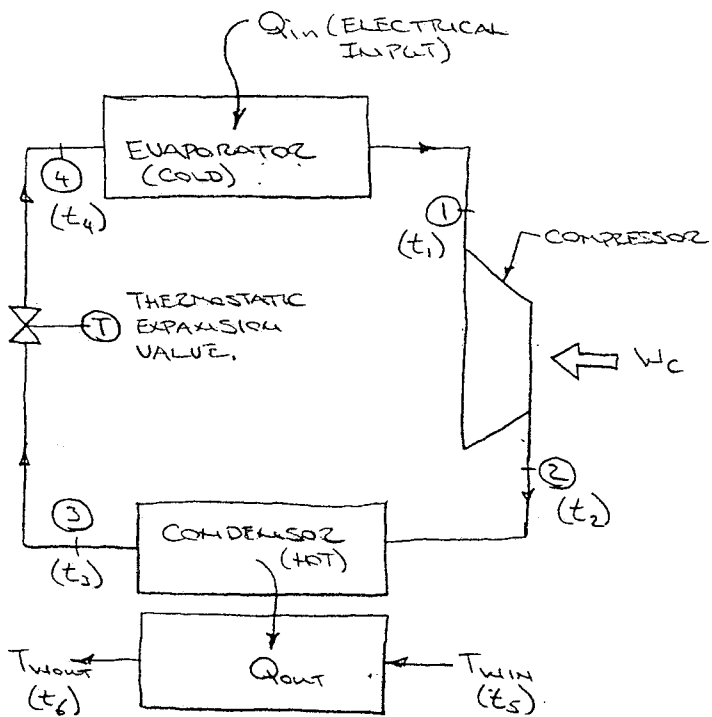 Qin (ELECTRICAL
INPUT)
EVAPORATOR
(COLD)
4
(t4)
1
(t1)
COMPRESSOR
T
THERMOSTATIC
EXPANSION
VALVE.
WC
2
(t2)
3
(t3)
CONDENSOR
(HOT)
TWOUT
(t6)
QOUT
TWIN
(t5)